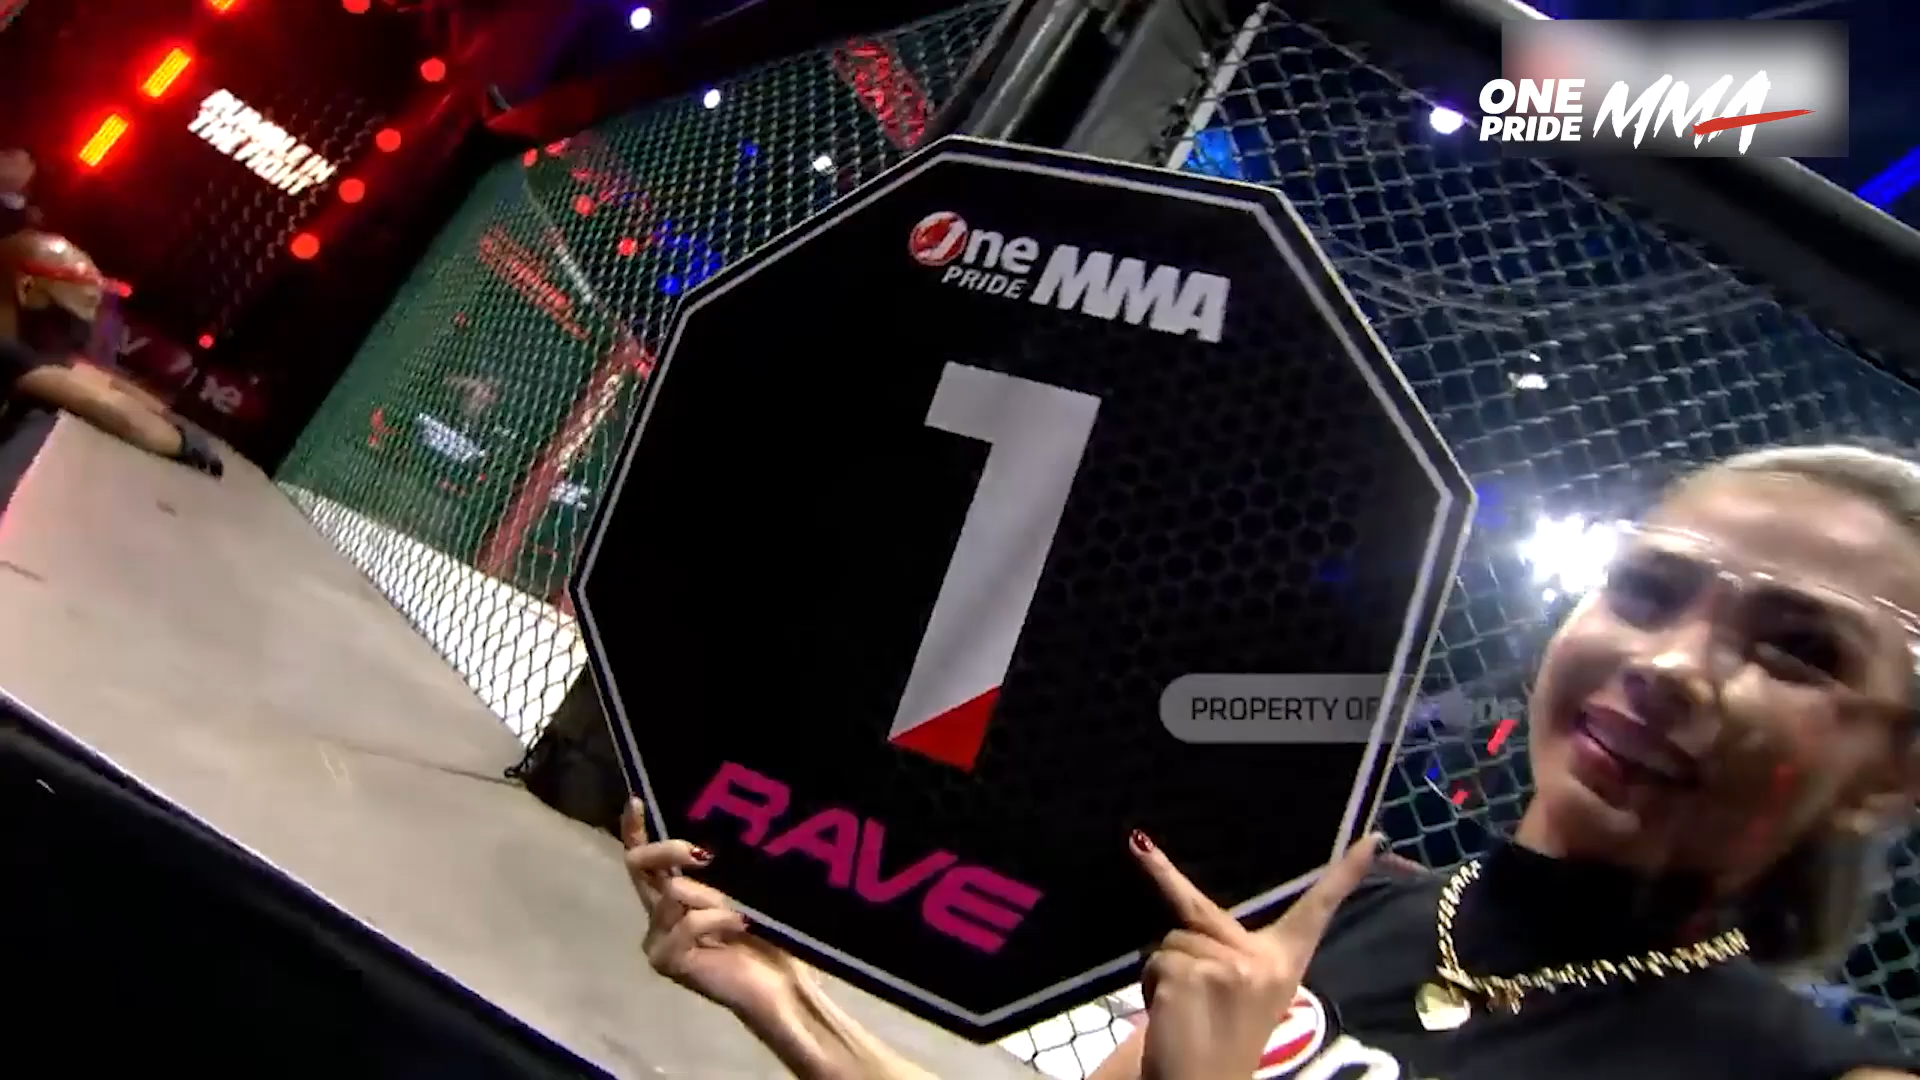 ONE
PRIDE MMA
One
PRIDE MMA
1
PROPERTY OF
RAVE